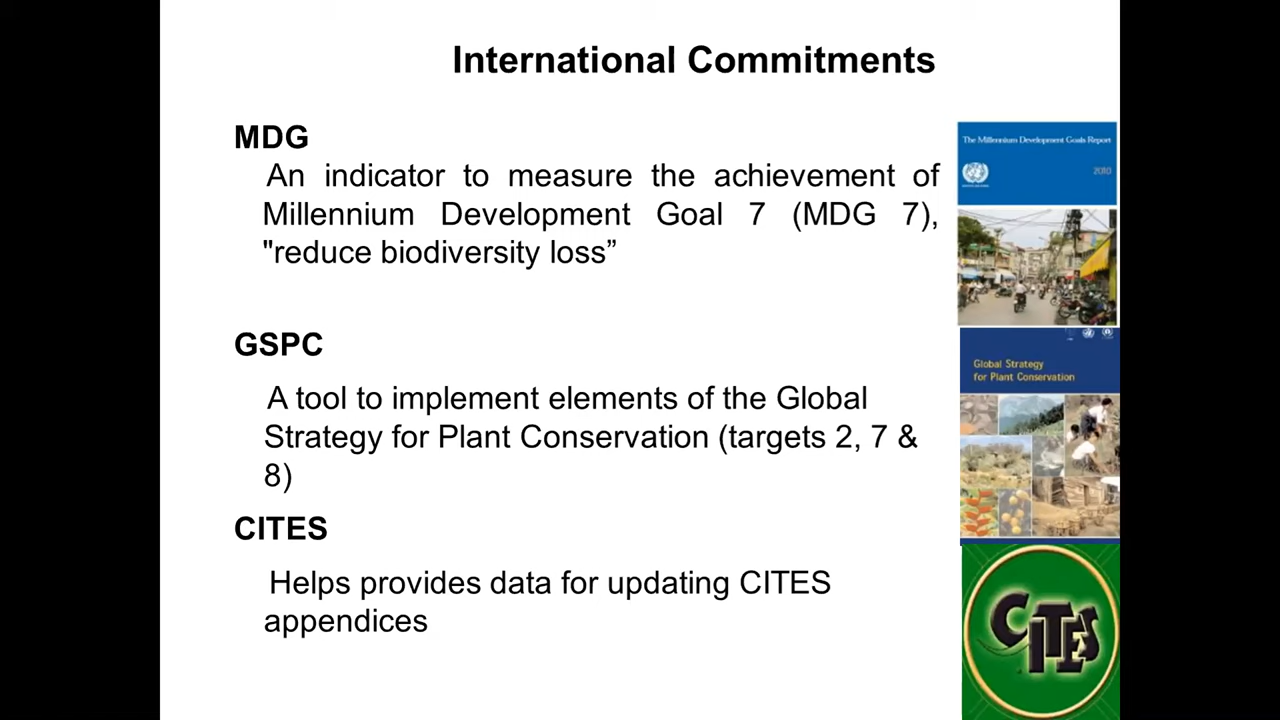 International Commitments
MDG
An indicator to measure the achievement of
Millennium Development Goal 7 (MDG 7),
"reduce biodiversity loss”
GSPC
A tool to implement elements of the Global
Strategy for Plant Conservation (targets 2, 7 &
8)
CITES
Helps provides data for updating CITES
appendices
The Millennium Development Goals Report
2010
Global Strategy
for Plant Conservation
CITES